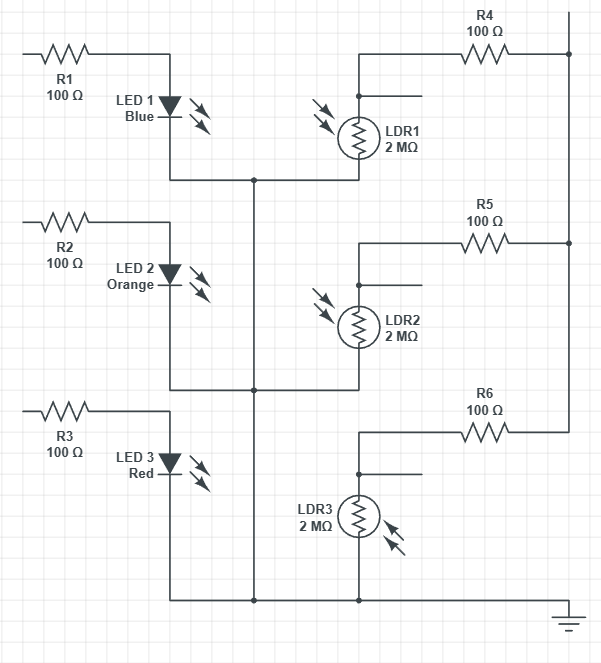 R4
100 Ω
R1
100 Ω
LED 1
Blue
LDR1
2 MΩ
R5
100 Ω
R2
100 Ω
LED 2
Orange
LDR2
2 MΩ
R6
100 Ω
R3
100 Ω
LED 3
Red
LDR3
2 MΩ